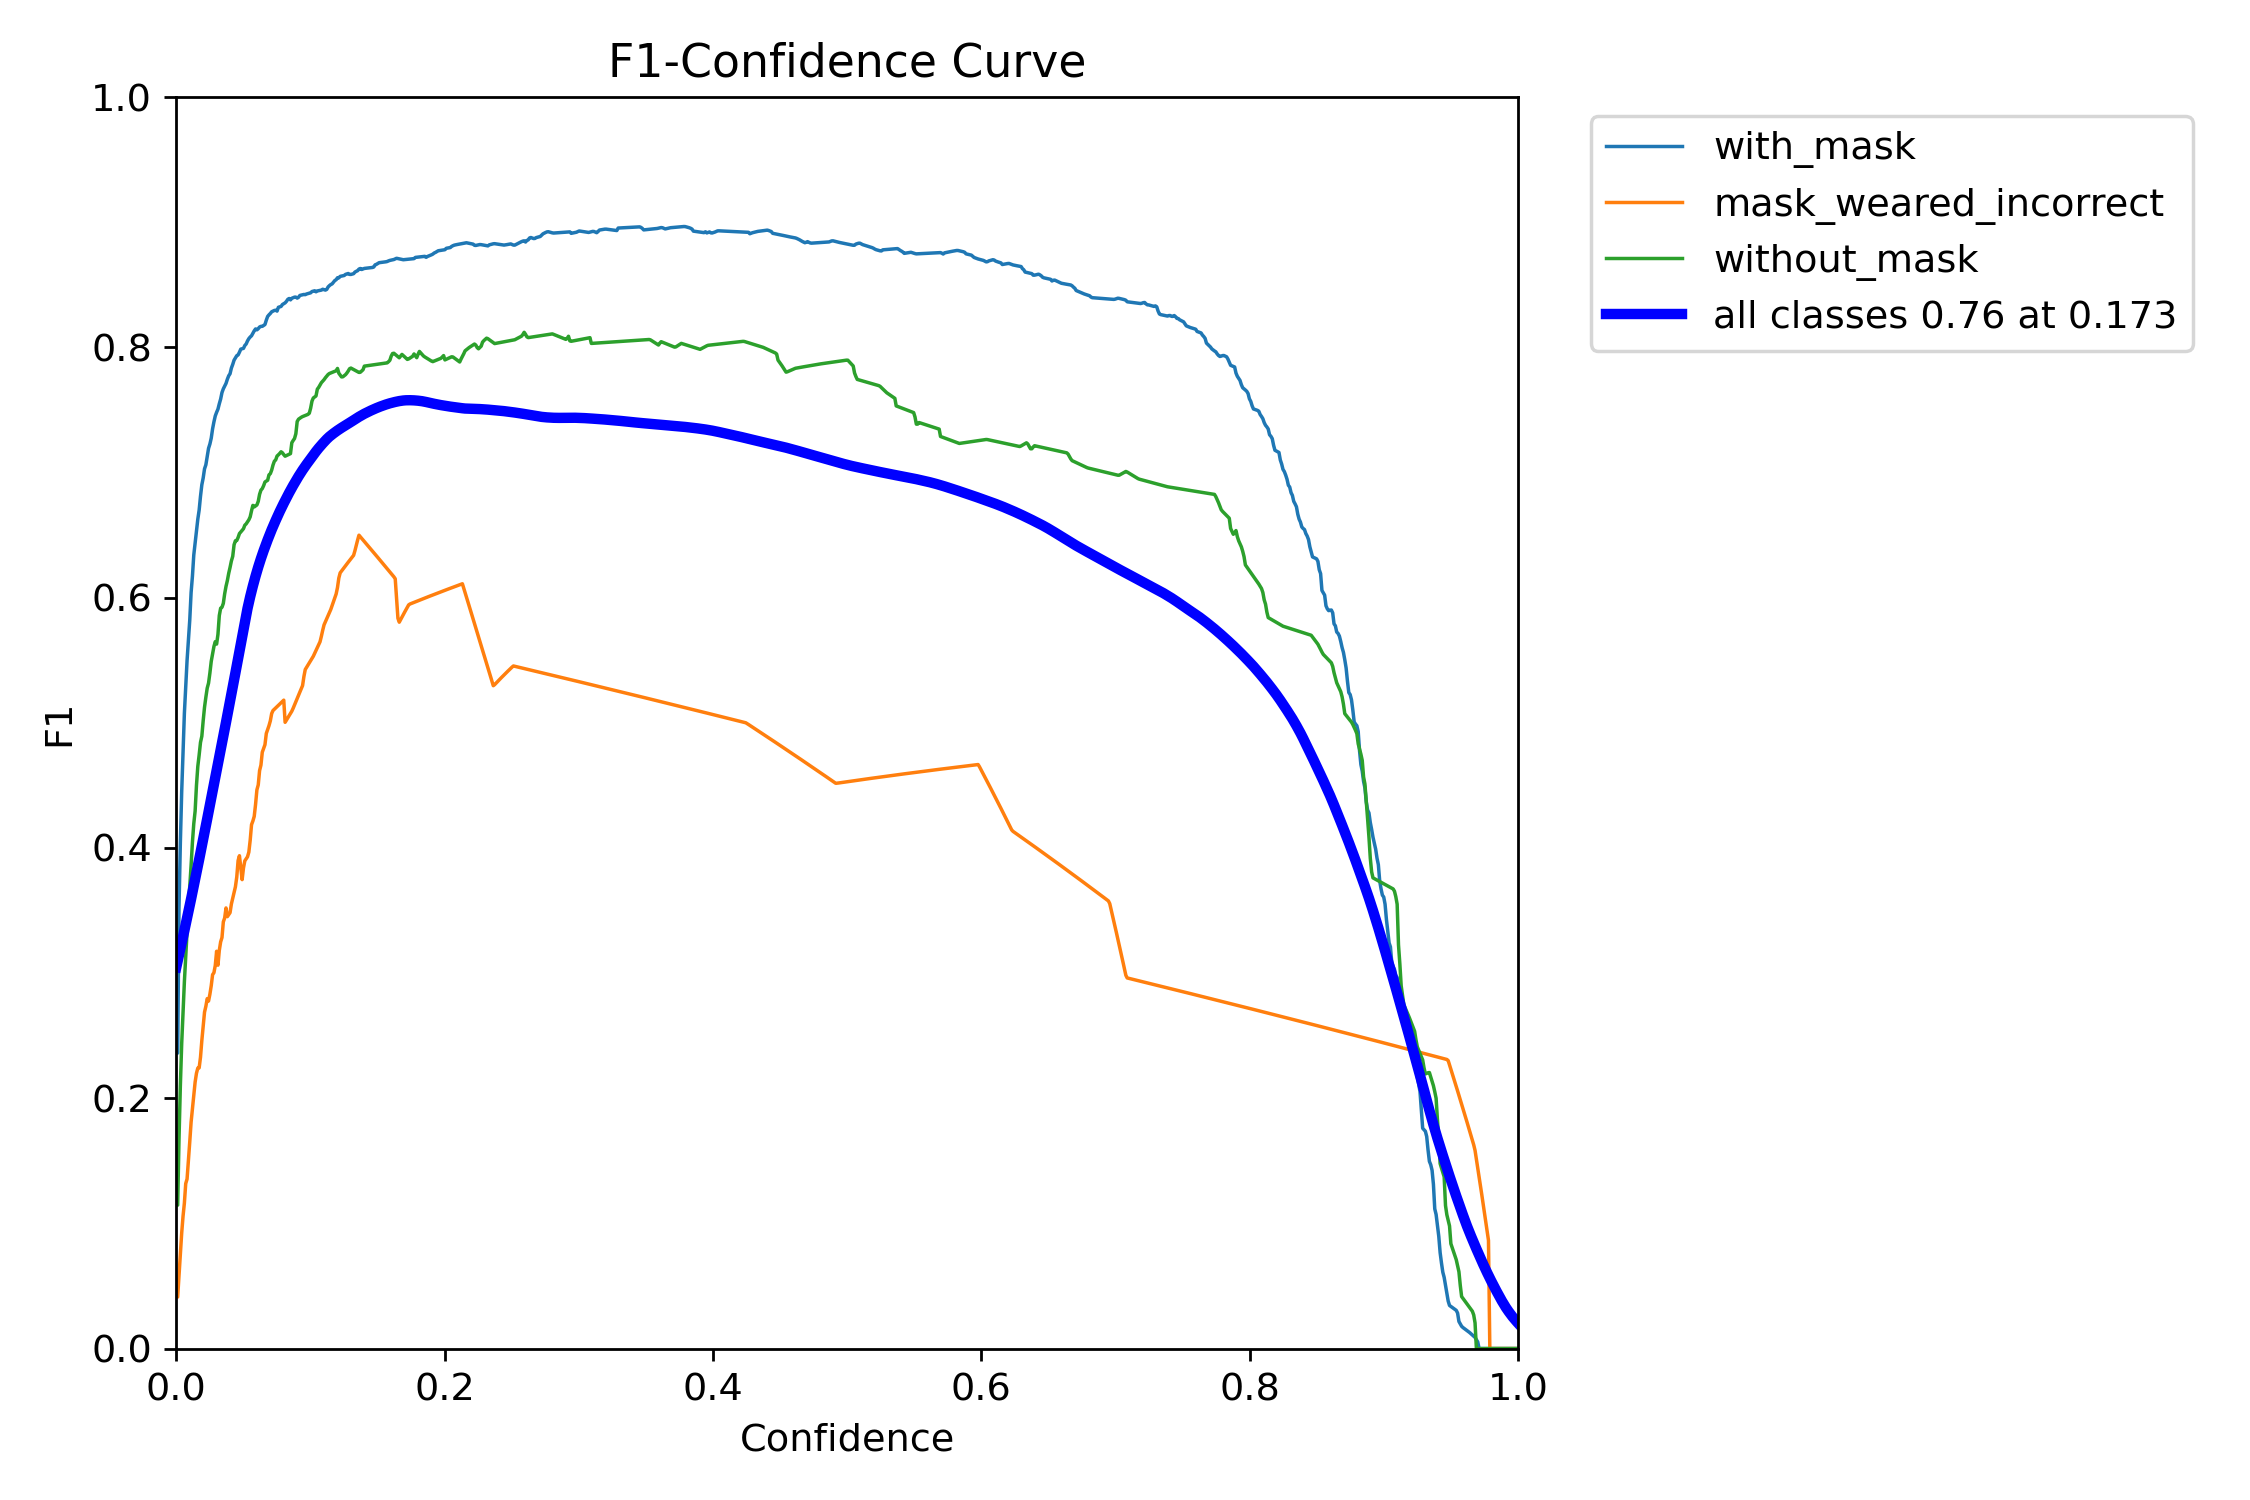 F1-Confidence Curve
1.0
0.8
0.6
0.4
0.2
0.0
F1
0.0 0.2 0.4 0.6 0.8 1.0
Confidence
with_mask
mask_weared_incorrect
without_mask
all classes 0.76 at 0.173